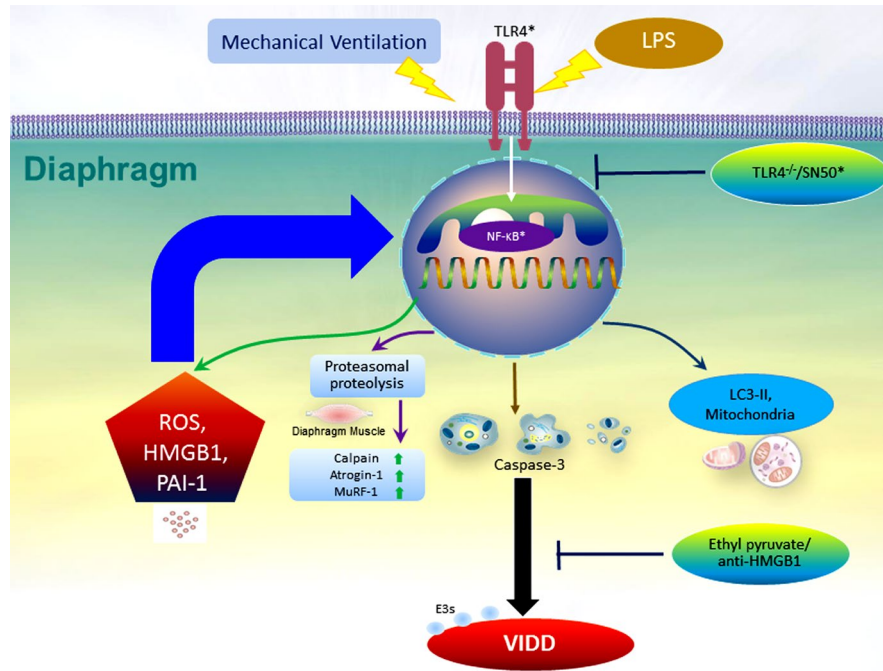 Mechanical Ventilation
TLR4*
LPS
Diaphragm
TLR4-/-/SN50*
NF-κB*
Proteasomal
proteolysis
Diaphragm Muscle
Calpain
Atrogin-1
MuRF-1
ROS,
HMGB1,
PAI-1
Caspase-3
LC3-II,
Mitochondria
Ethyl pyruvate/
anti-HMGB1
E3s
VIDD